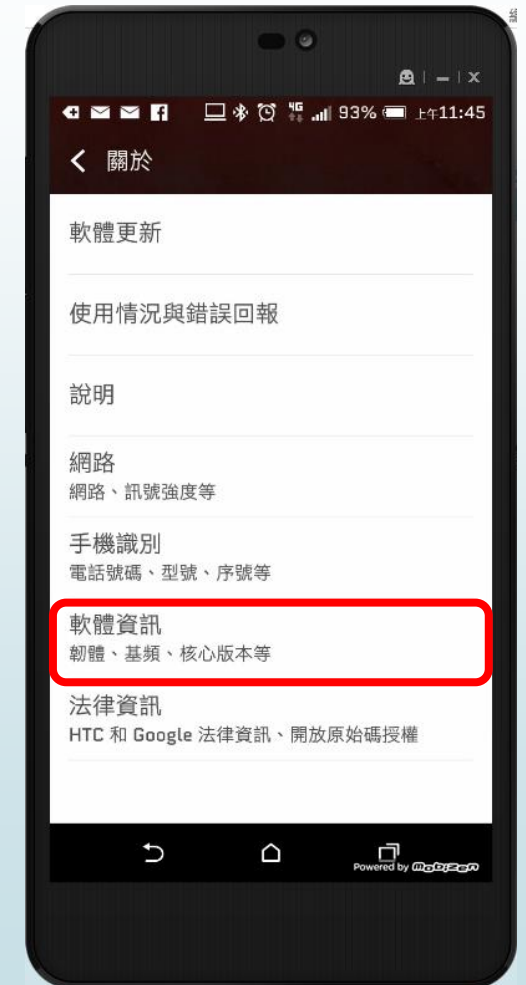 4G 93% 上午11:45
關於
軟體更新
使用情況與錯誤回報
說明
網路
網路、訊號強度等
手機識別
電話號碼、型號、序號等
軟體資訊
韌體、基頻、核心版本等
法律資訊
HTC 和 Google 法律資訊、開放原始碼授權
Powered by Mobizen